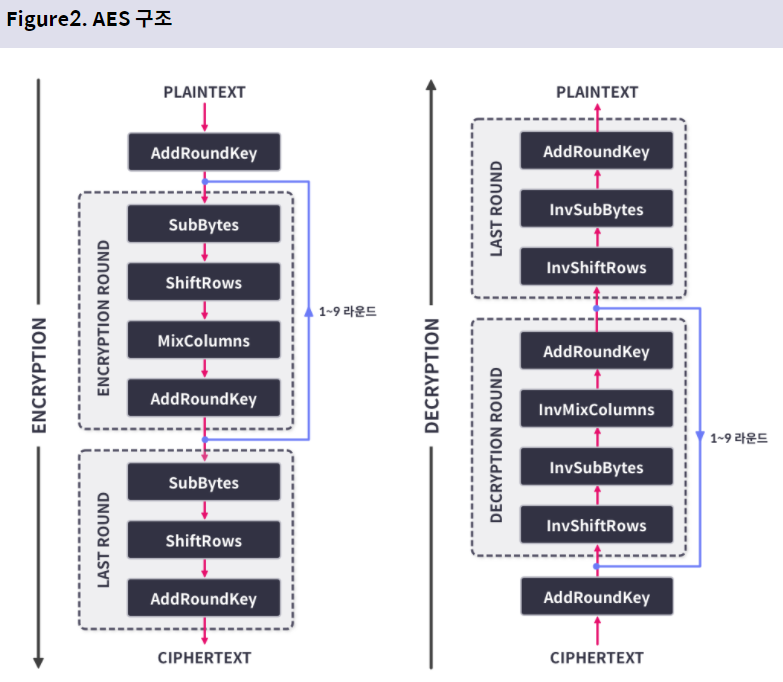 Figure2. AES 구조
ENCRYPTION
PLAINTEXT
AddRoundKey
ENCRYPTION ROUND
SubBytes
ShiftRows
MixColumns
AddRoundKey
1~9 라운드
LAST ROUND
SubBytes
ShiftRows
AddRoundKey
CIPHERTEXT
DECRYPTION
PLAINTEXT
LAST ROUND
AddRoundKey
InvSubBytes
InvShiftRows
DECRYPTION ROUND
AddRoundKey
InvMixColumns
InvSubBytes
InvShiftRows
1~9 라운드
AddRoundKey
CIPHERTEXT